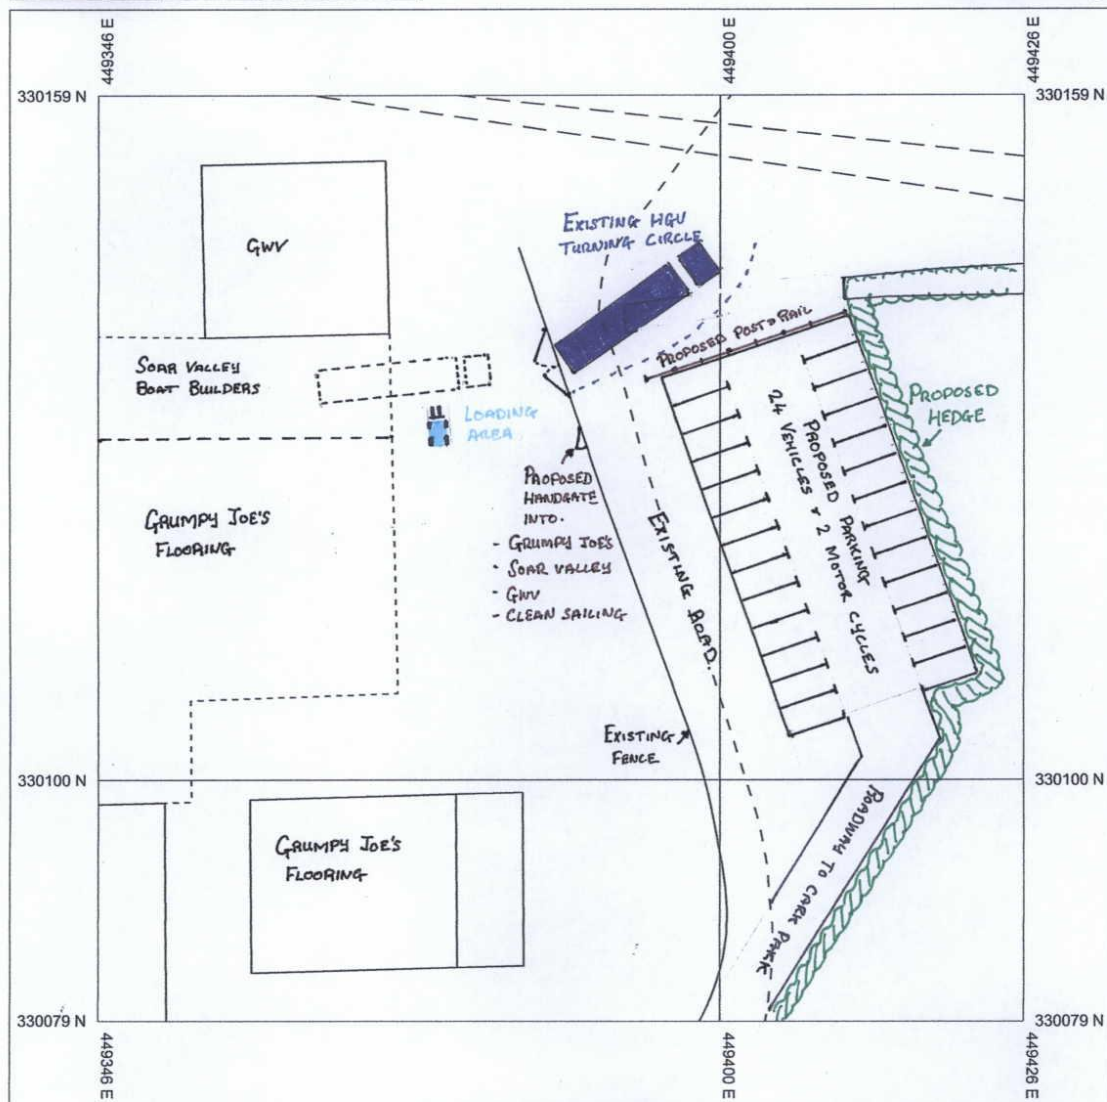 449346 E
449400 E
449426 E
330159 N
330159 N
EXISTING HGV
TURNING CIRCLE
GWV
PROPOSED POST & RAIL
SOAR VALLEY
BOAT BUILDERS
LOADING
AREA
PROPOSED
HEDGE
PROPOSED PARKING
24 VEHICLES & 2 MOTOR CYCLES
PROPOSED
HANDGATE
INTO.
- GRUMPY JOE'S
- SOAR VALLEY
- GWV
- CLEAN SAILING
GRUMPY JOE'S
FLOORING
EXISTING ROAD.
EXISTING
FENCE
330100 N
330100 N
ROADWAY TO CARK PARK
GRUMPY JOE'S
FLOORING
330079 N
330079 N
449346 E
449400 E
449426 E